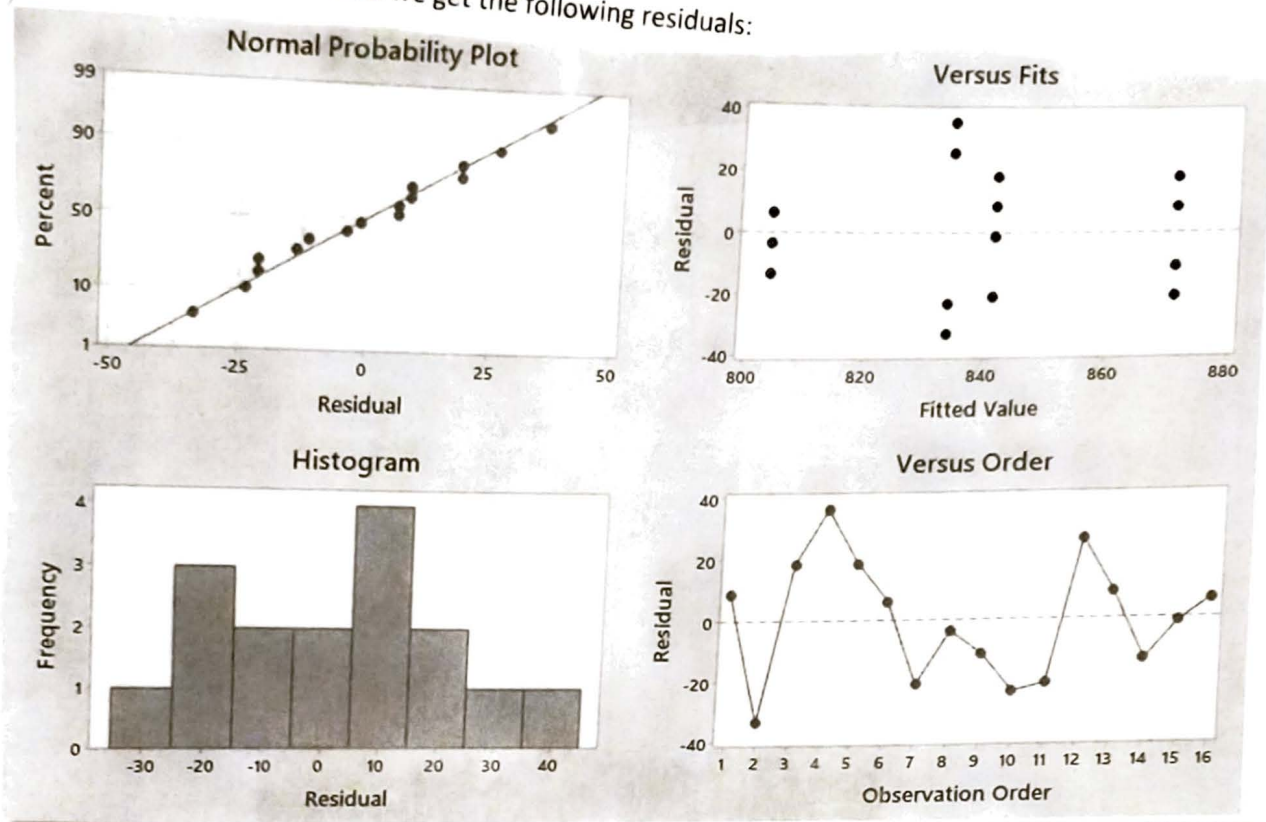 get the following residuals:
Normal Probability Plot
99
90
50
10
1
Percent
-50 -25 0 25 50
Residual
Versus Fits
40
20
0
-20
-40
Residual
800 820 840 860 880
Fitted Value
Histogram
4
3
2
1
0
Frequency
-30 -20 -10 0 10 20 30 40
Residual
Versus Order
40
20
0
-20
-40
Residual
1 2 3 4 5 6 7 8 9 10 11 12 13 14 15 16
Observation Order